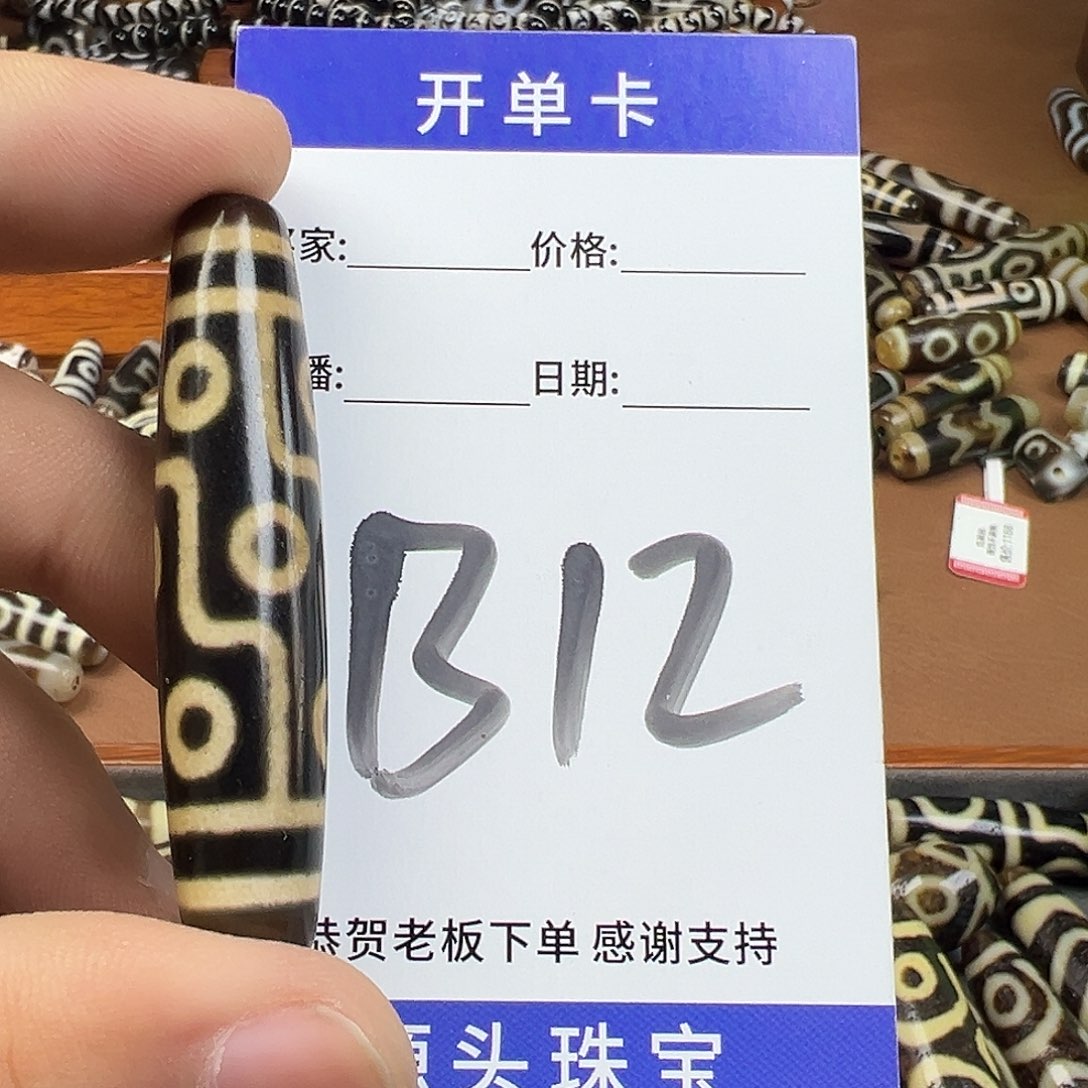 开单卡
家: 价格:
播: 日期:
B12
恭贺老板下单 感谢支持
源头珠宝